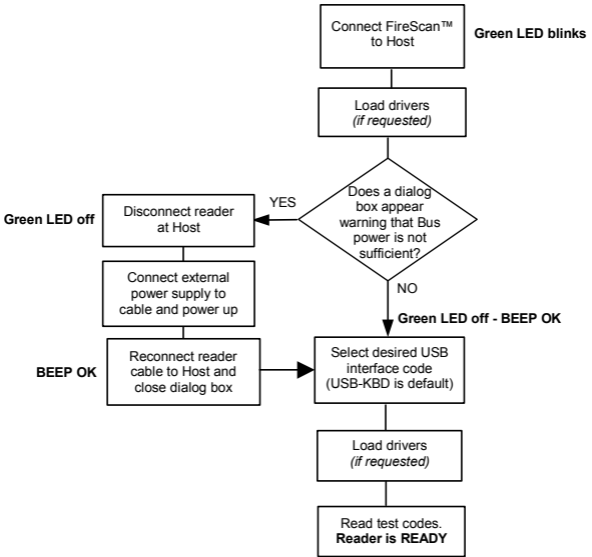 Connect FireScan™
to Host
Green LED blinks
Load drivers
(if requested)
Does a dialog
box appear
warning that Bus
power is not
sufficient?
YES
Green LED off
Disconnect reader
at Host
Connect external
power supply to
cable and power up
BEEP OK
Reconnect reader
cable to Host and
close dialog box
NO
Green LED off - BEEP OK
Select desired USB
interface code
(USB-KBD is default)
Load drivers
(if requested)
Read test codes.
Reader is READY